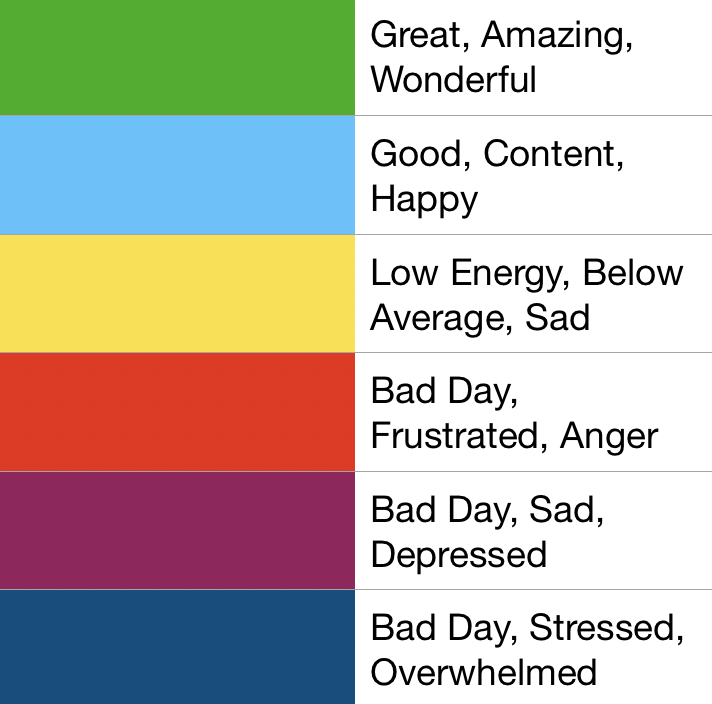 Great, Amazing,
Wonderful
Good, Content,
Happy
Low Energy, Below
Average, Sad
Bad Day,
Frustrated, Anger
Bad Day, Sad,
Depressed
Bad Day, Stressed,
Overwhelmed